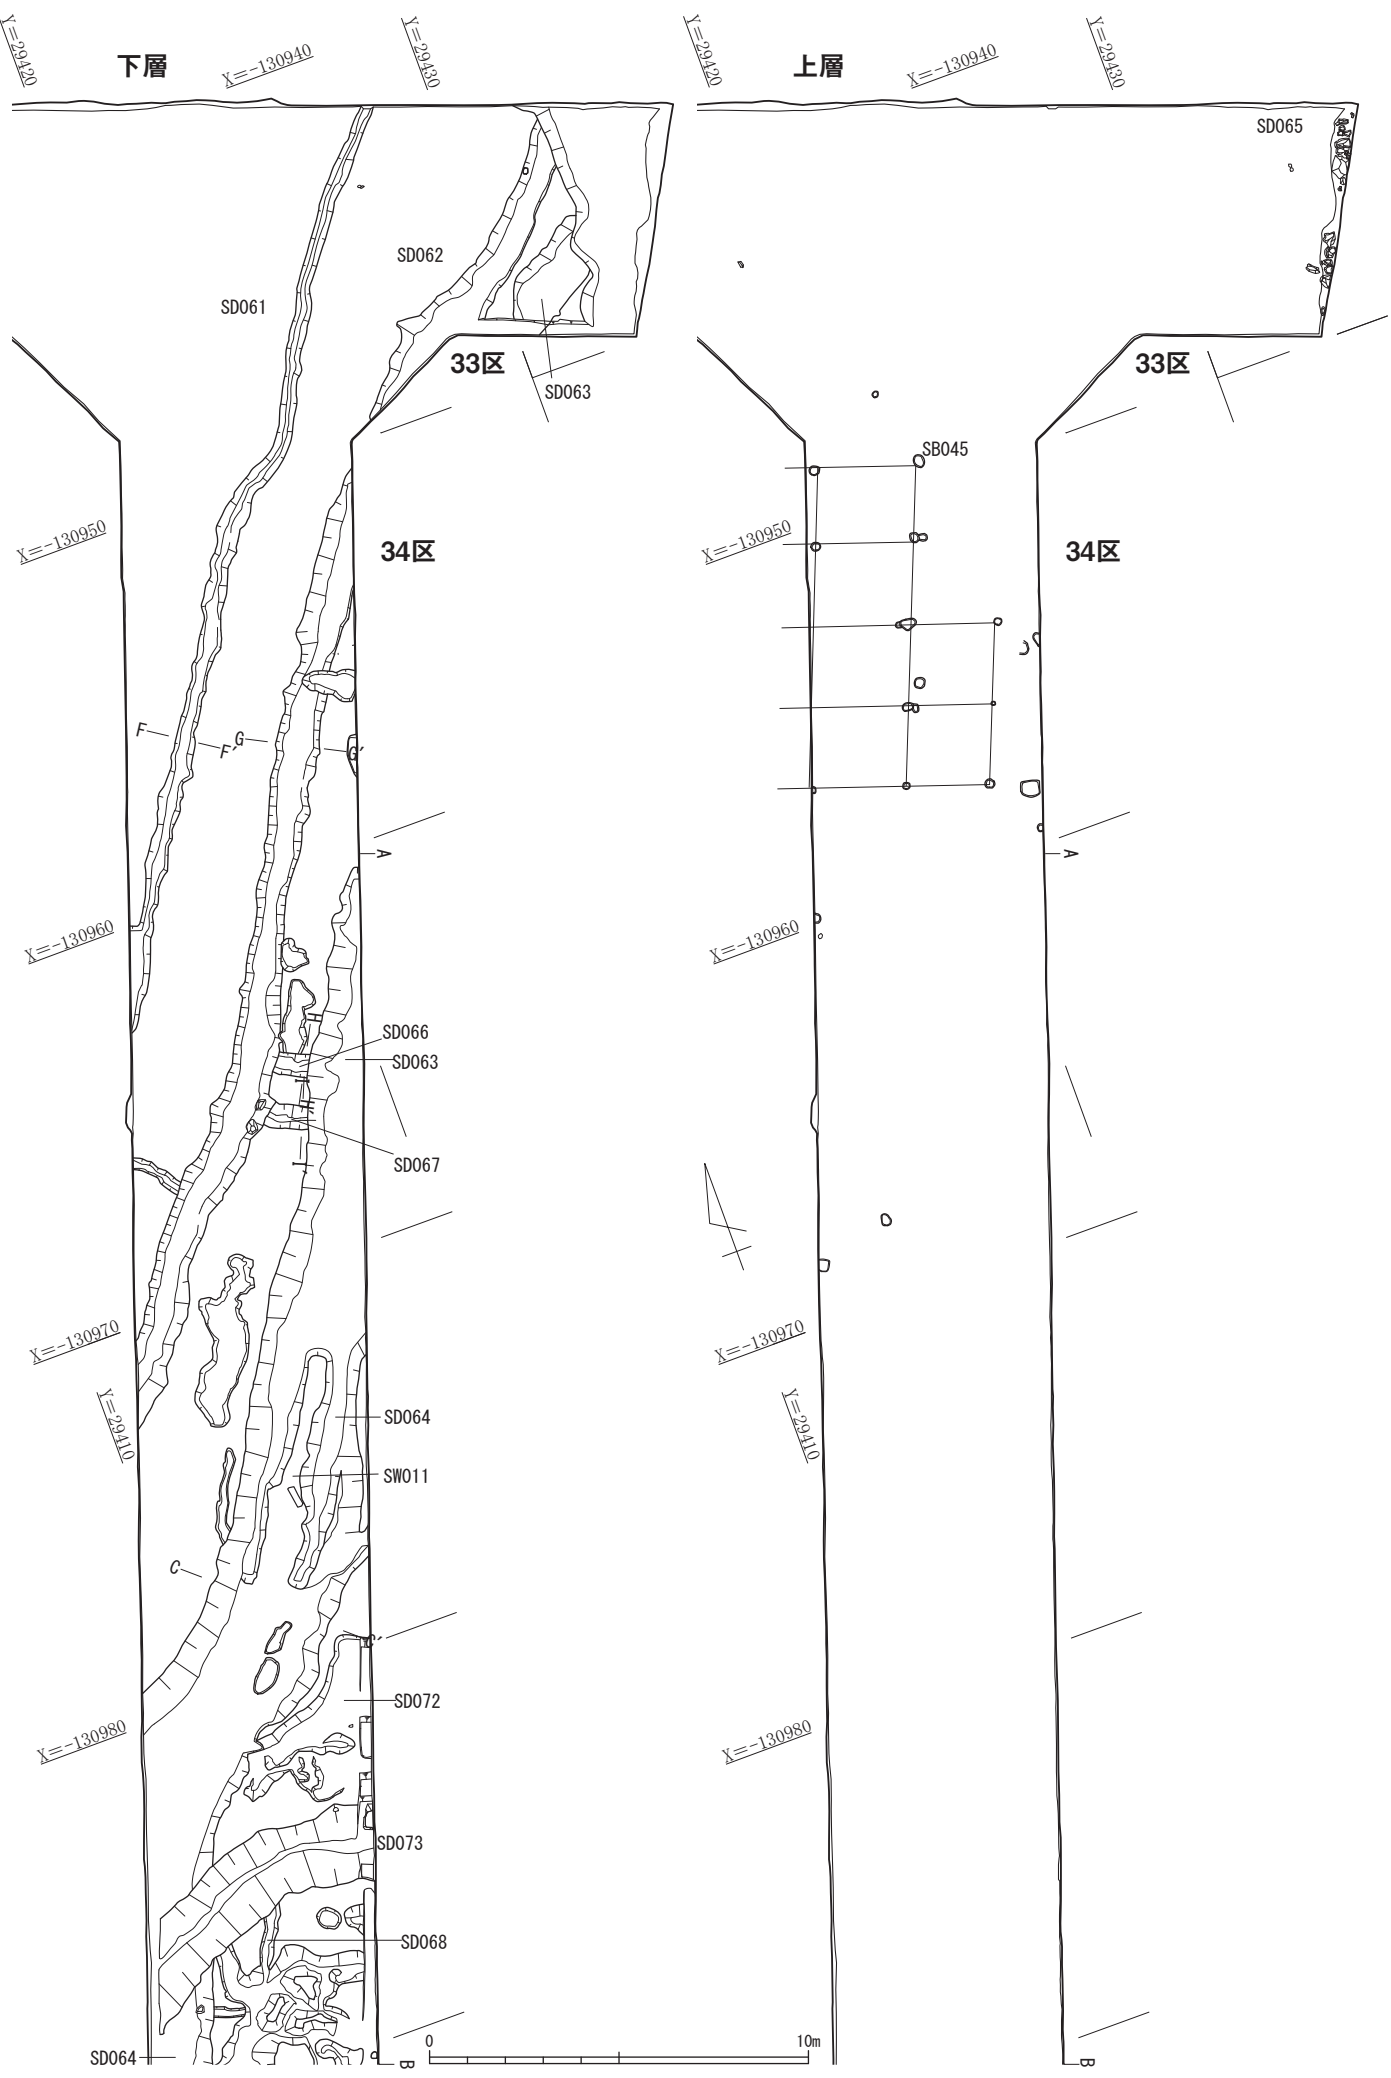 Y=29420
下層
X=-130940
Y=29430
SD062
SD061
33区
SD063
X=-130950
34区
F
F′
G
G′
A
X=-130960
H
SD066
SD063
I
H′
SD067
I′
X=-130970
Y=29410
SD064
SW011
C
C′
SD072
X=-130980
SD073
SD068
SD064
B
0
10m
Y=29420
上層
X=-130940
Y=29430
SD065
33区
SB045
X=-130950
34区
A
X=-130960
X=-130970
Y=29410
X=-130980
B